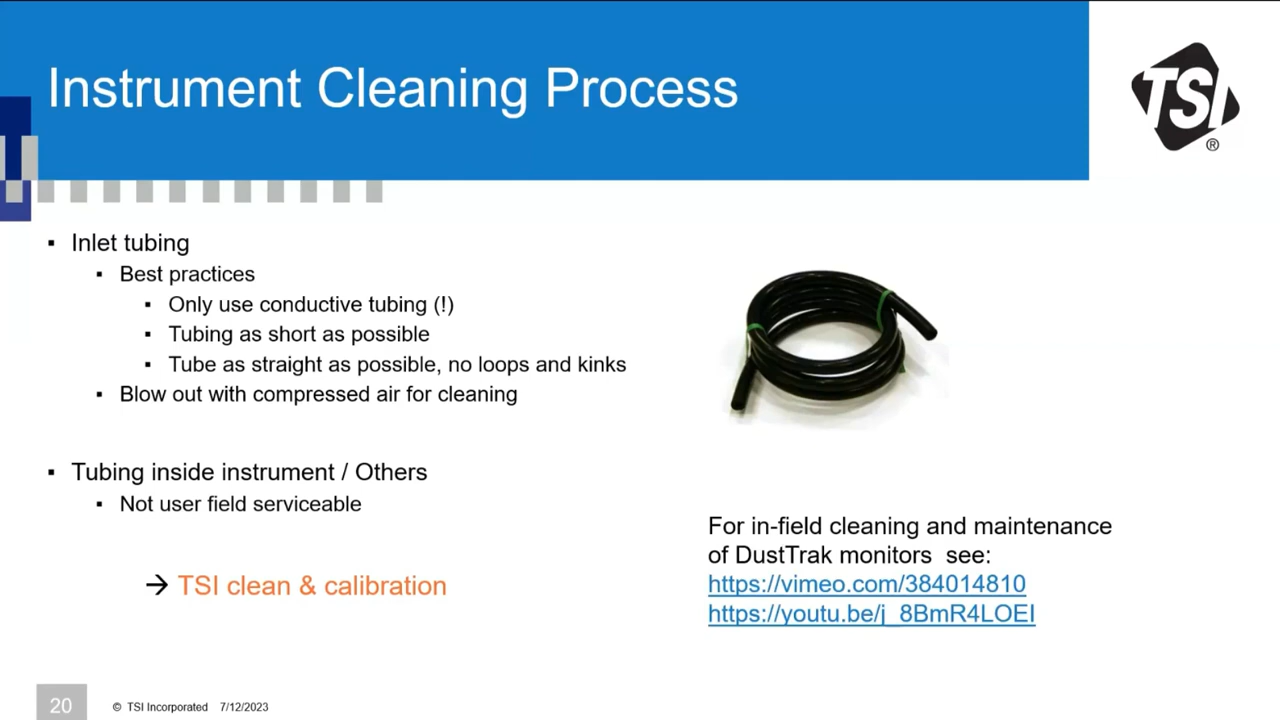 Instrument Cleaning Process
TSI
®
▪ Inlet tubing
▪ Best practices
▪ Only use conductive tubing (!)
▪ Tubing as short as possible
▪ Tube as straight as possible, no loops and kinks
▪ Blow out with compressed air for cleaning
▪ Tubing inside instrument / Others
▪ Not user field serviceable
→ TSI clean & calibration
For in-field cleaning and maintenance
of DustTrak monitors  see:
https://vimeo.com/384014810
https://youtu.be/j_8BmR4LOEI
20
© TSI Incorporated 7/12/2023